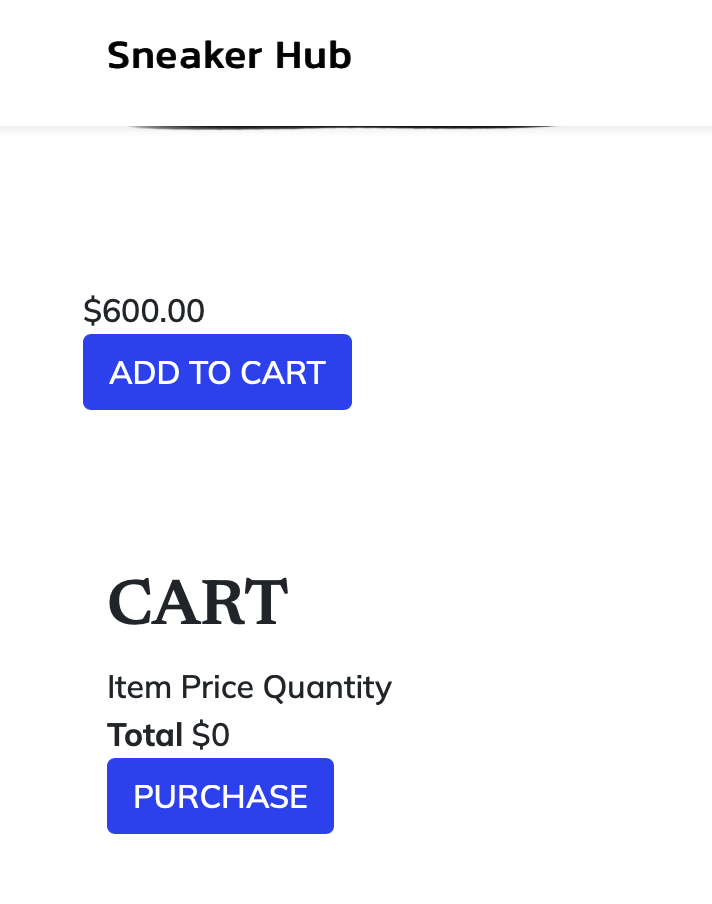 Sneaker Hub
$600.00
ADD TO CART
CART
Item Price Quantity
Total $0
PURCHASE